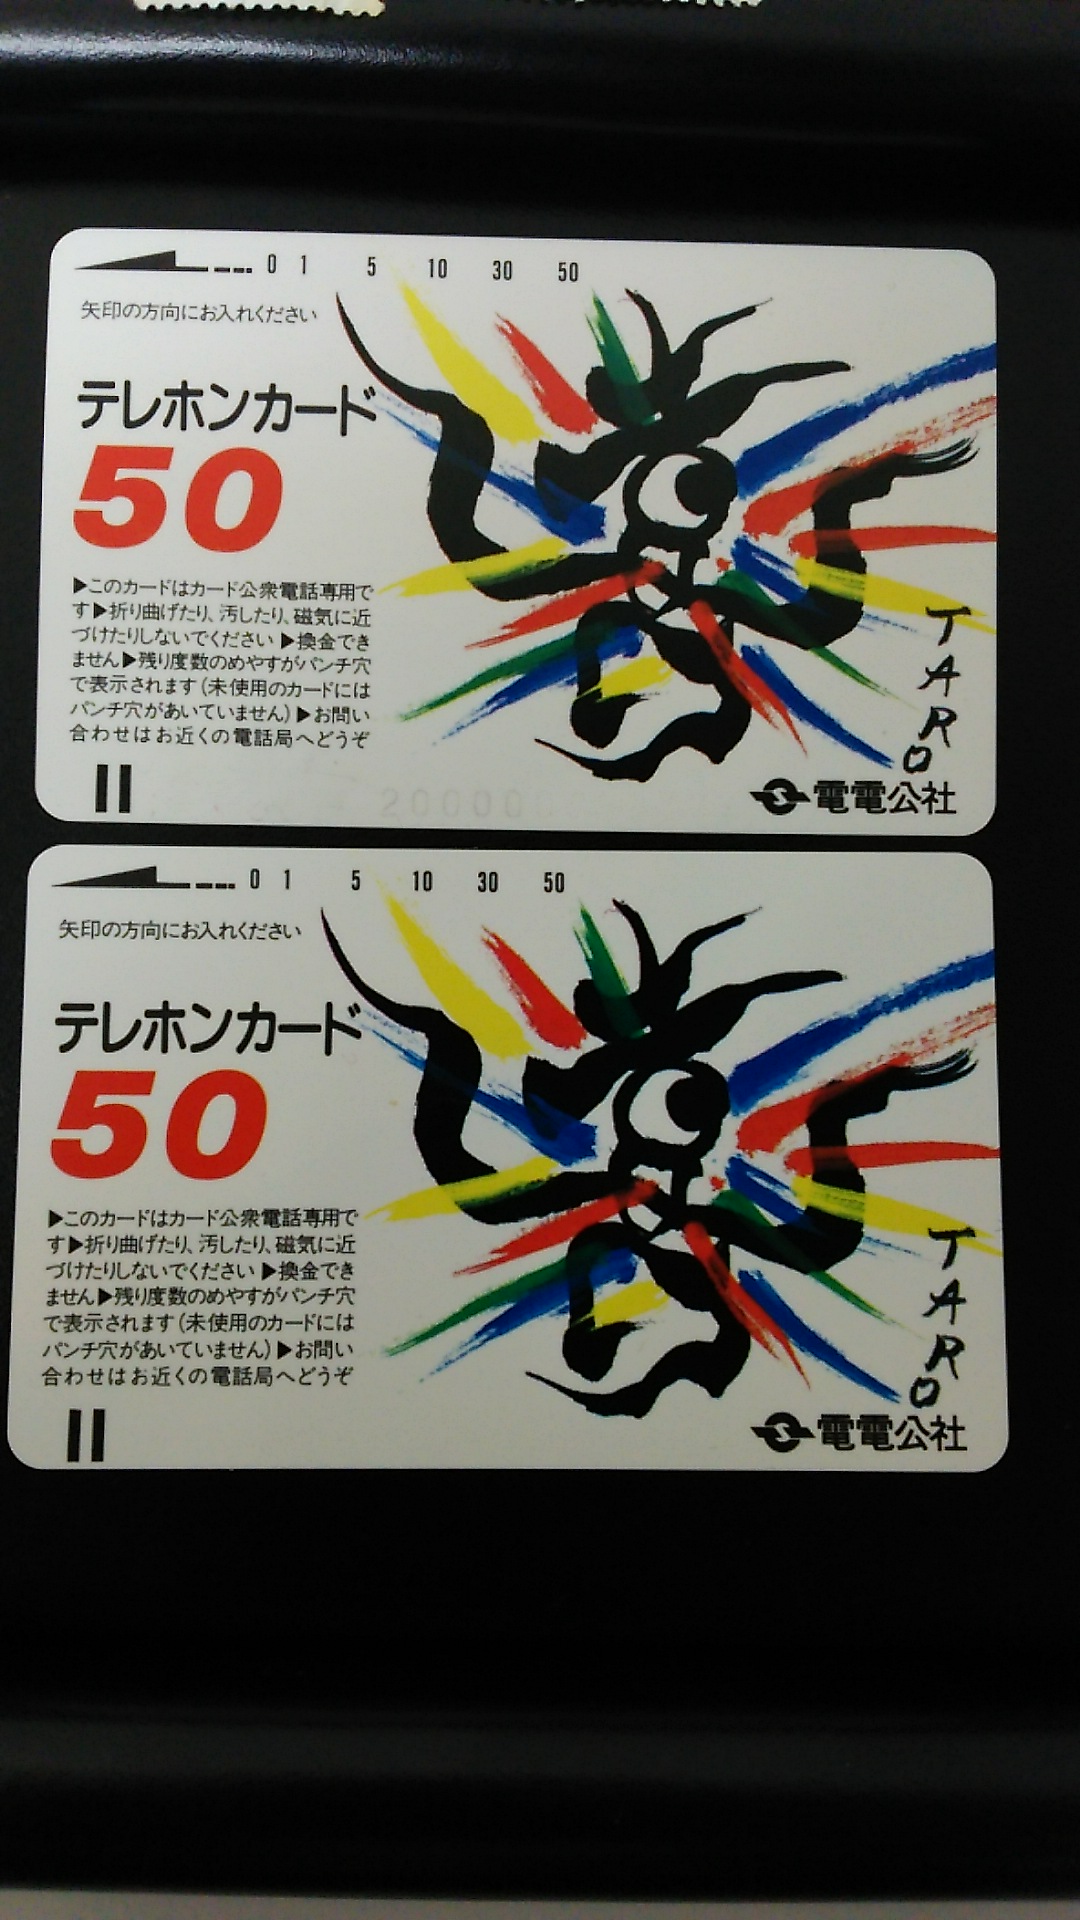 0 1 5 10 30 50
矢印の方向にお入れください
テレホンカード
50
▶このカードはカード公衆電話専用で
す▶折り曲げたり、汚したり、磁気に近
づけたりしないでください▶換金でき
ません▶残り度数のめやすがパンチ穴
で表示されます(未使用のカードには
パンチ穴があいていません)▶お問い
合わせはお近くの電話局へどうぞ
20000
TARO
電電公社
0 1 5 10 30 50
矢印の方向にお入れください
テレホンカード
50
▶このカードはカード公衆電話専用で
す▶折り曲げたり、汚したり、磁気に近
づけたりしないでください▶換金でき
ません▶残り度数のめやすがパンチ穴
で表示されます(未使用のカードには
パンチ穴があいていません)▶お問い
合わせはお近くの電話局へどうぞ
TARO
電電公社